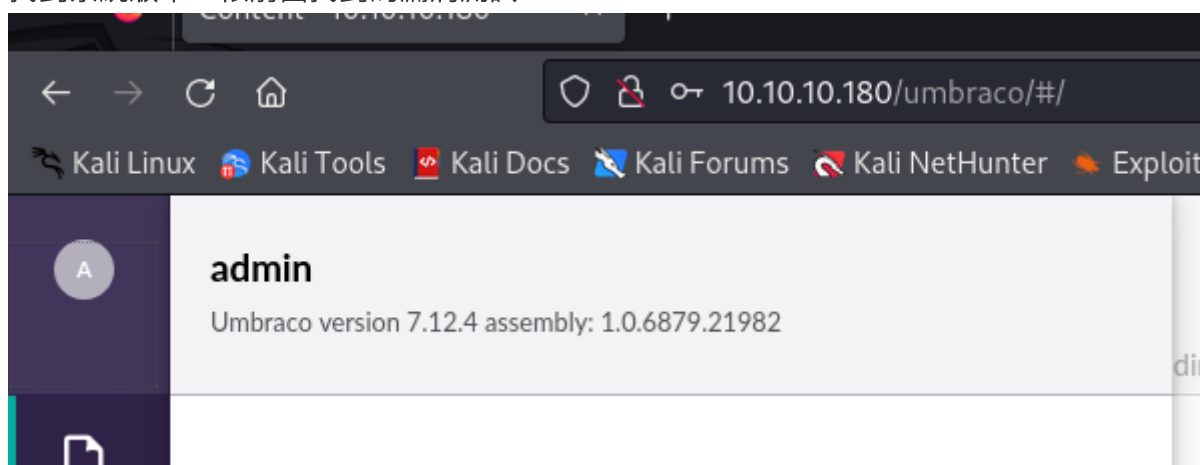 10.10.10.180/umbraco/#/
Kali Linux Kali Tools Kali Docs Kali Forums Kali NetHunter Exploit
A
admin
Umbraco version 7.12.4 assembly: 1.0.6879.21982